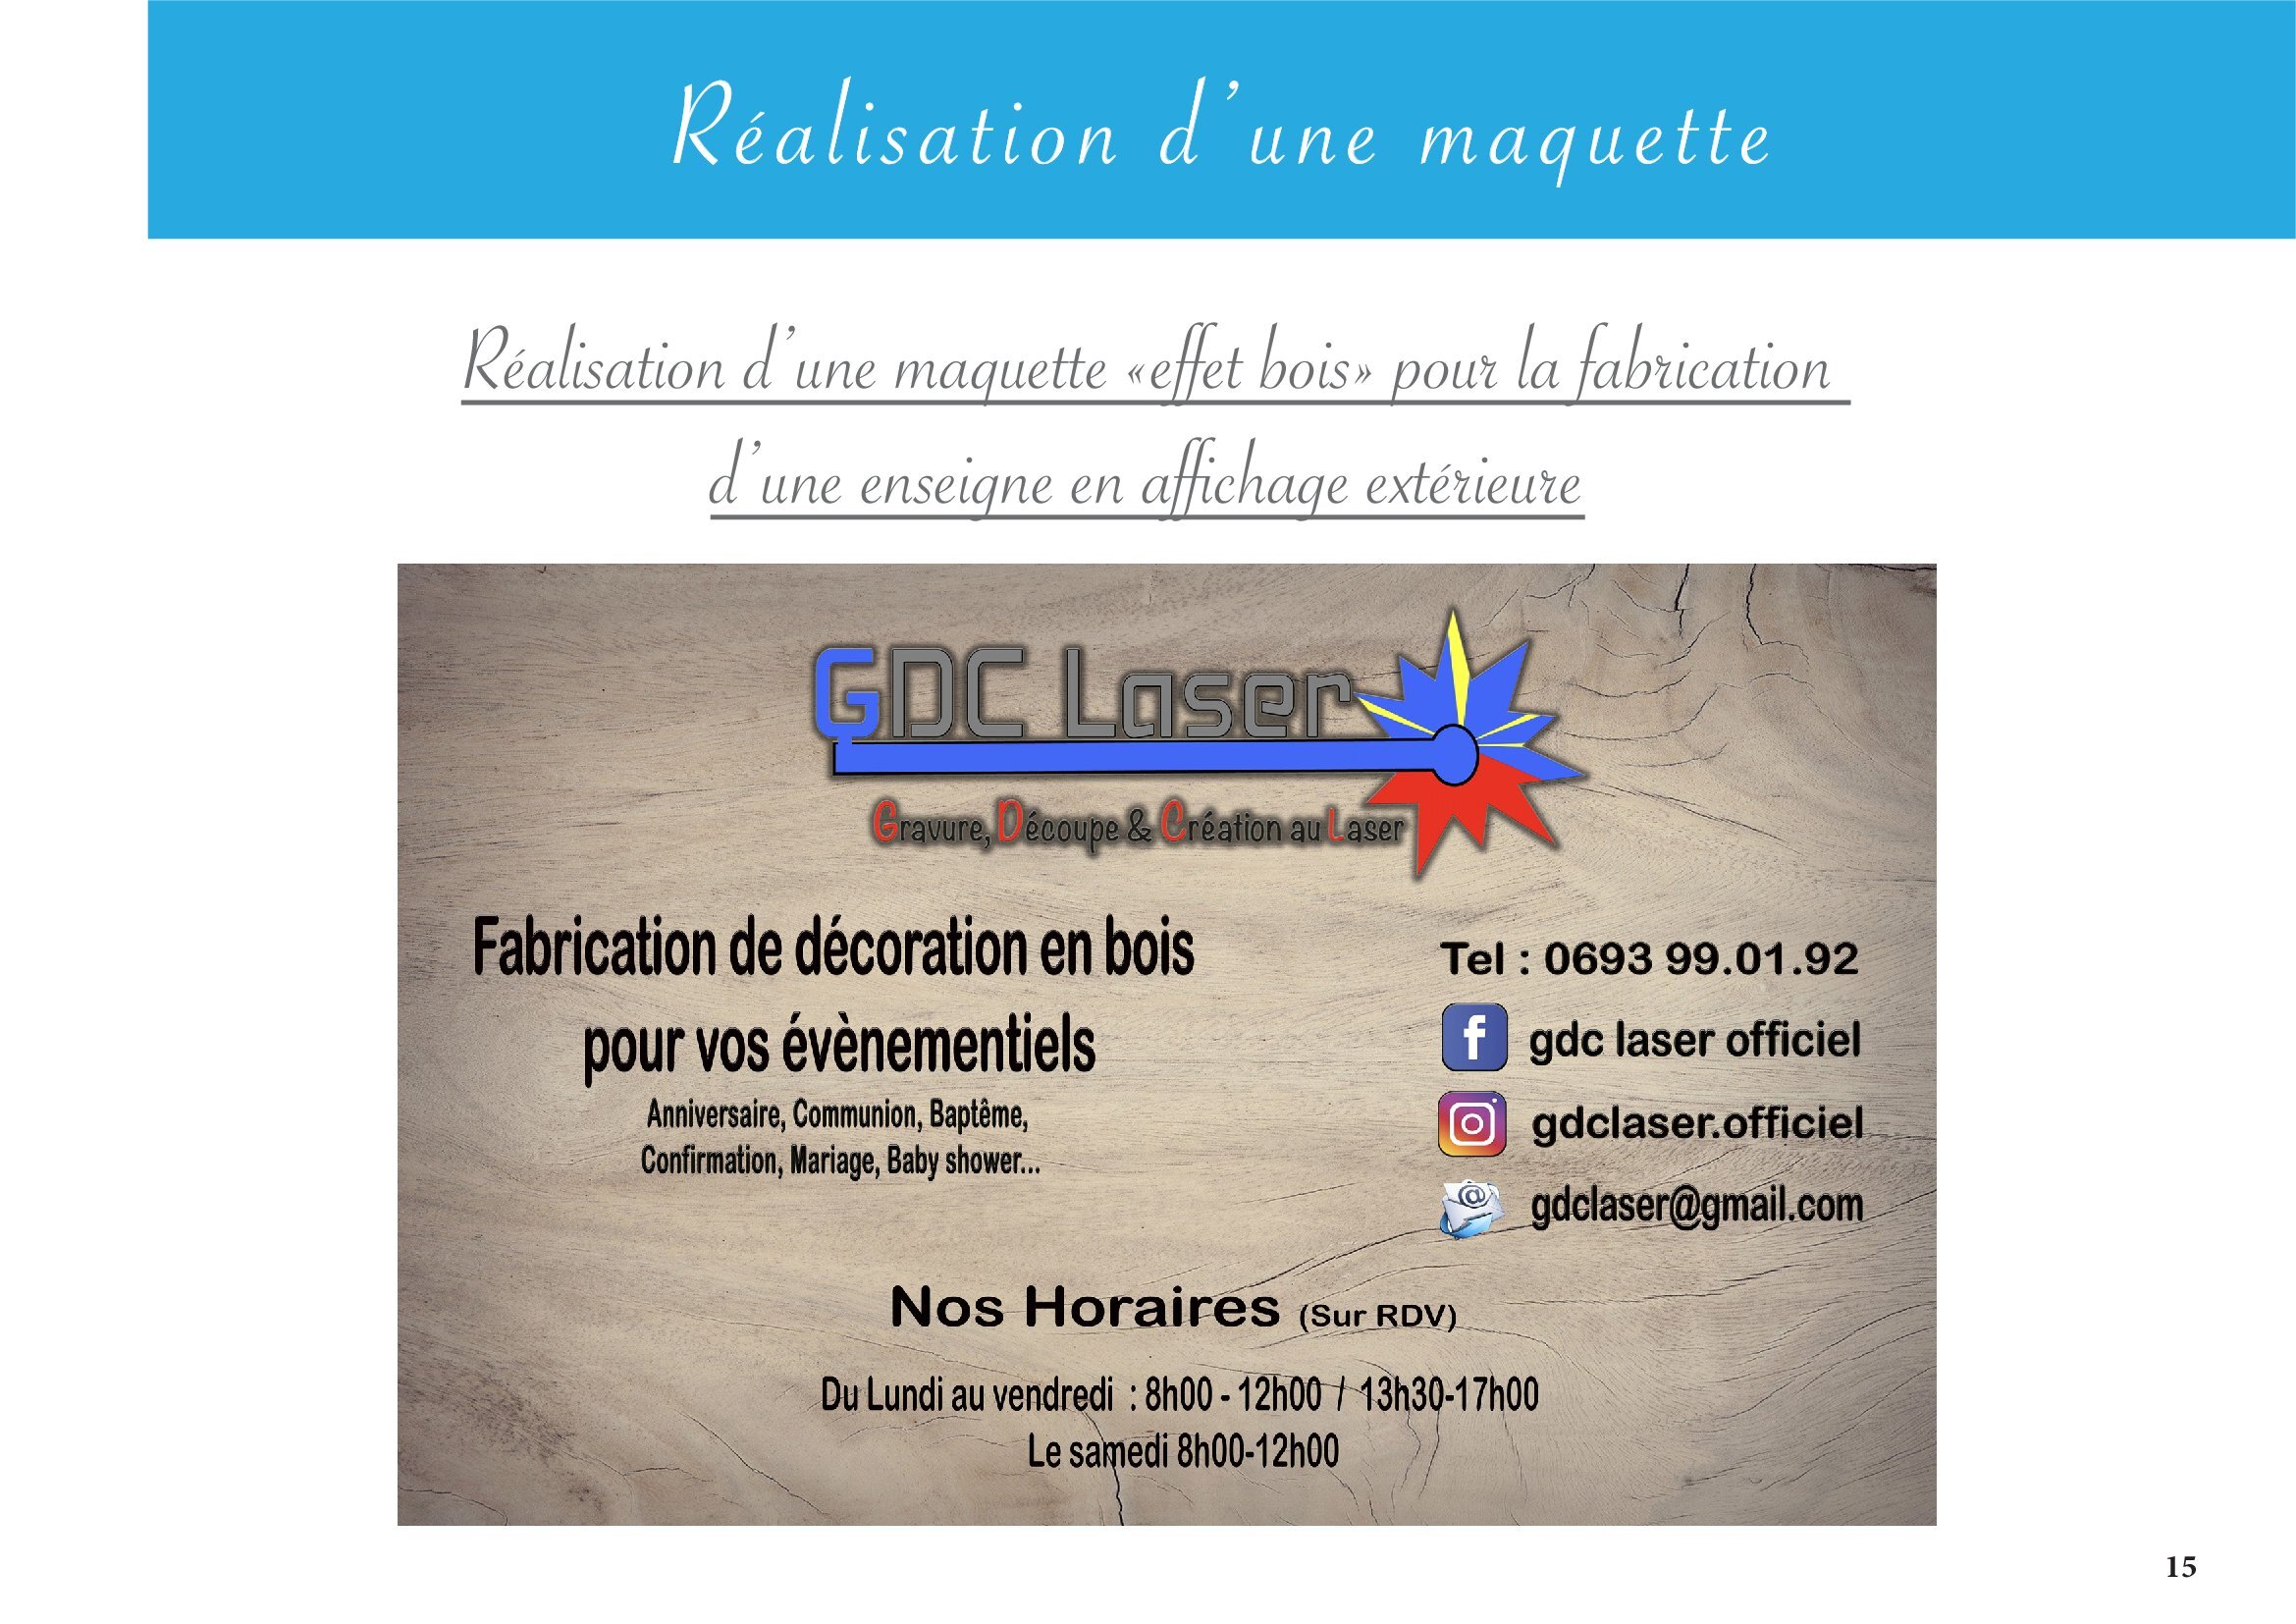 Réalisation d’une maquette
Réalisation d’une maquette «effet bois» pour la fabrication
d’une enseigne en affichage extérieure
GDC Laser
Gravure, Découpe & Création au Laser
Fabrication de décoration en bois
pour vos évènementiels
Anniversaire, Communion, Baptême,
Confirmation, Mariage, Baby shower...
Tel : 0693 99.01.92
gdc laser officiel
gdclaser.officiel
gdclaser@gmail.com
Nos Horaires (Sur RDV)
Du Lundi au vendredi : 8h00 - 12h00 / 13h30-17h00
Le samedi 8h00-12h00
15